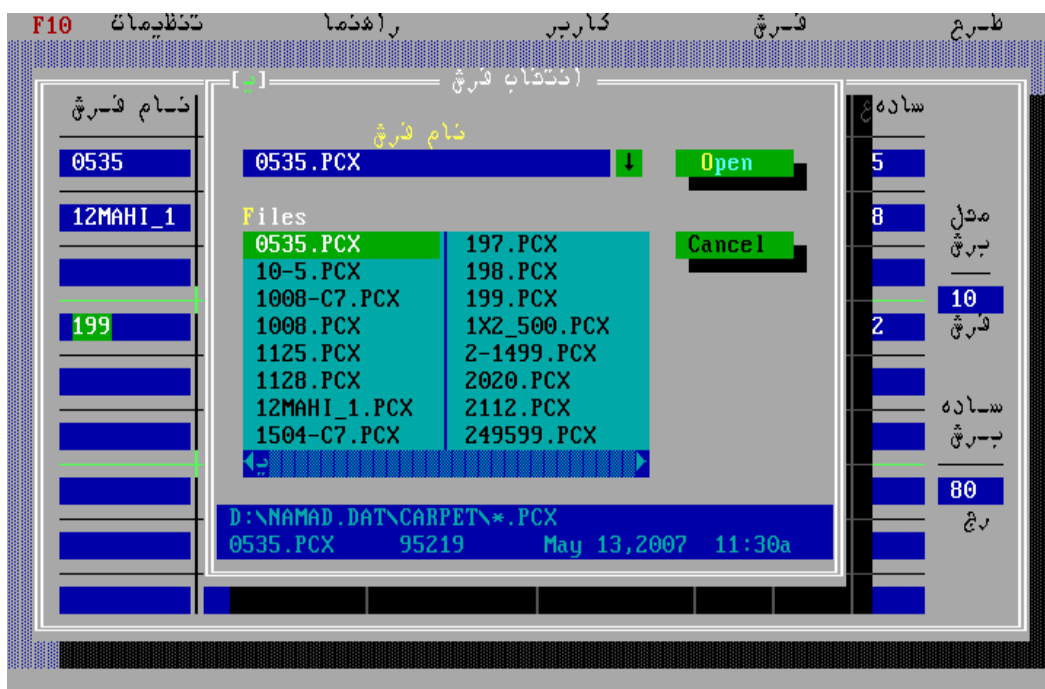 طرح فرش کاربر راهنما تنظیمات F10
انتخاب فرش
نام فرش
ساده
نام فرش
0535
0535.PCX
Open
5
12MAHI_1
Files
8
مدل
برش
0535.PCX
197.PCX
Cancel
10-5.PCX
198.PCX
1008-C7.PCX
199.PCX
10
199
1008.PCX
1X2_500.PCX
2
فرش
1125.PCX
2-1499.PCX
1128.PCX
2020.PCX
12MAHI_1.PCX
2112.PCX
ساده
1504-C7.PCX
249599.PCX
برش
80
D:\NAMAD.DAT\CARPET\*.PCX
رج
0535.PCX 95219 May 13,2007 11:30a